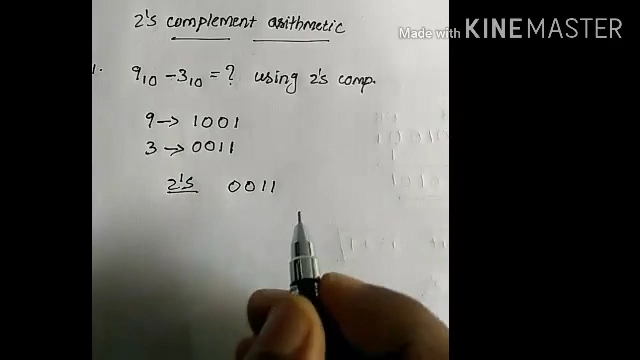 2's complement arithmetic
Made with KINEMASTER
1. 9₁₀ - 3₁₀ = ? using 2's comp.
9 → 1001
3 → 0011
2's 0011